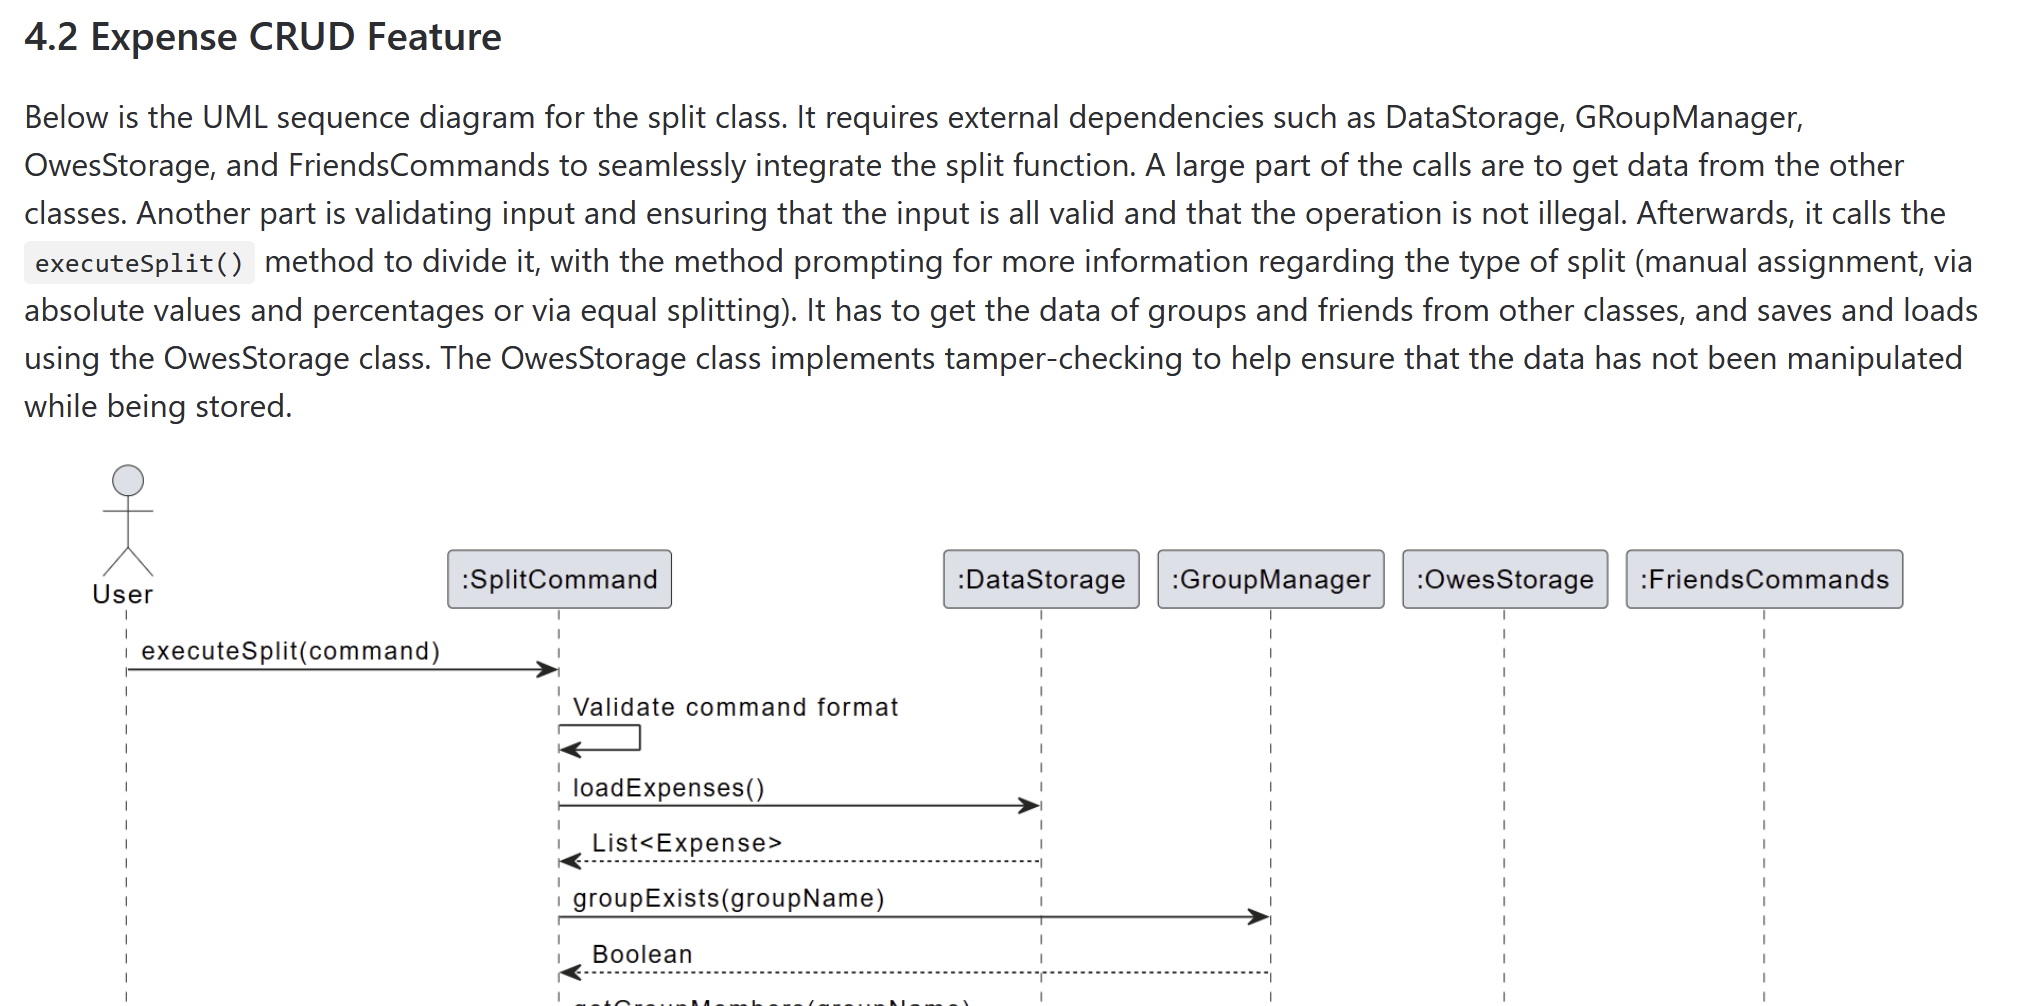 4.2 Expense CRUD Feature
Below is the UML sequence diagram for the split class. It requires external dependencies such as DataStorage, GRoupManager,
OwesStorage, and FriendsCommands to seamlessly integrate the split function. A large part of the calls are to get data from the other
classes. Another part is validating input and ensuring that the input is all valid and that the operation is not illegal. Afterwards, it calls the
executeSplit() method to divide it, with the method prompting for more information regarding the type of split (manual assignment, via
absolute values and percentages or via equal splitting). It has to get the data of groups and friends from other classes, and saves and loads
using the OwesStorage class. The OwesStorage class implements tamper-checking to help ensure that the data has not been manipulated
while being stored.
User
:SplitCommand
:DataStorage
:GroupManager
:OwesStorage
:FriendsCommands
executeSplit(command)
Validate command format
loadExpenses()
List<Expense>
groupExists(groupName)
Boolean
getGroupMembers(groupName)